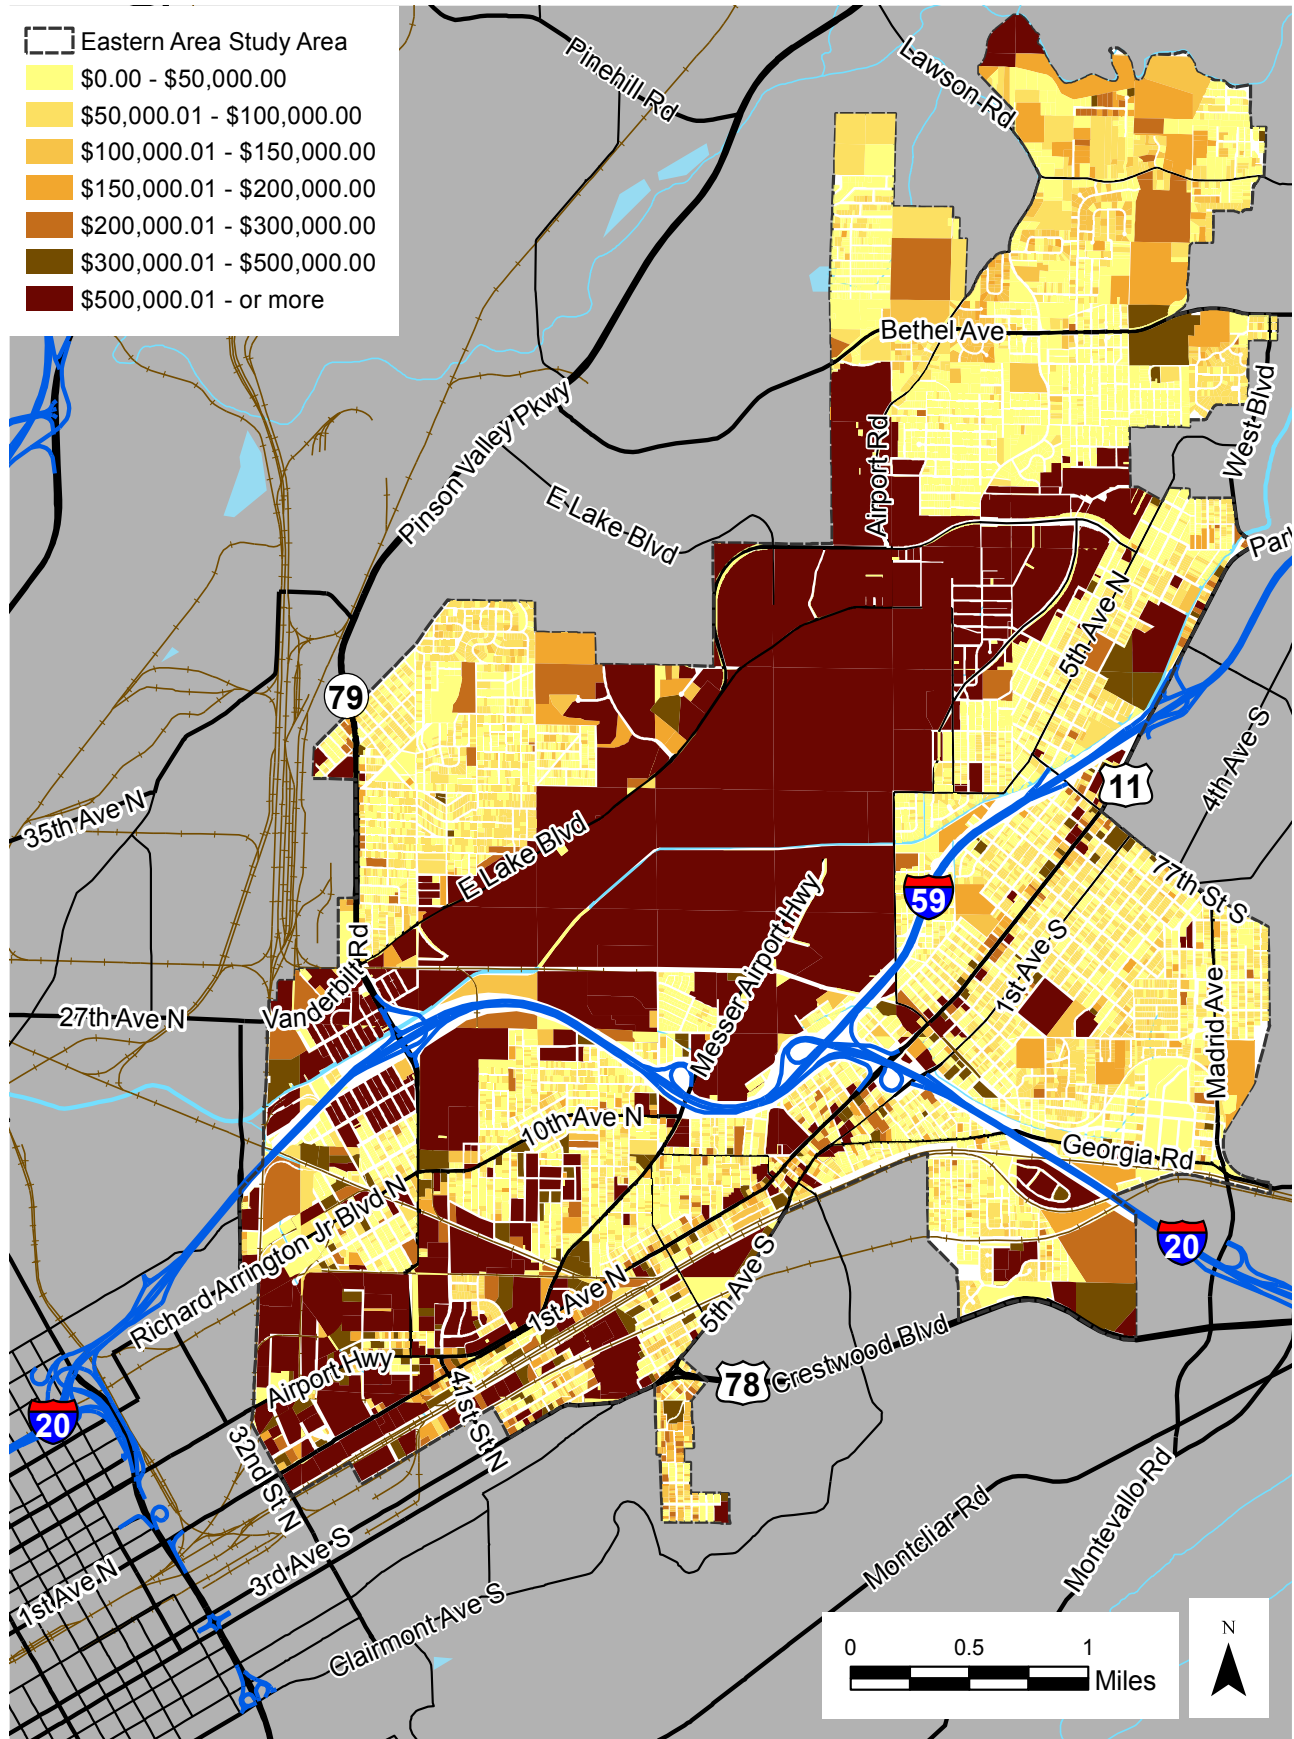 Eastern Area Study Area
$0.00 - $50,000.00
$50,000.01 - $100,000.00
$100,000.01 - $150,000.00
$150,000.01 - $200,000.00
$200,000.01 - $300,000.00
$300,000.01 - $500,000.00
$500,000.01 - or more
Pinehill Rd
Lawson Rd
Bethel Ave
West Blvd
Airport Rd
Pinson Valley Pkwy
E Lake Blvd
Park
5th Ave N
79
4th Ave S
11
35th Ave N
E Lake Blvd
59
77th St S
Messer Airport Hwy
1st Ave S
Vanderbilt Rd
27th Ave N
Madrid Ave
10th Ave N
Georgia Rd
Richard Arrington Jr Blvd N
20
5th Ave S
1st Ave N
Crestwood Blvd
Airport Hwy
78
41st St N
20
32nd St N
3rd Ave S
1st Ave N
Clairmont Ave S
Montcliar Rd
Montevallo Rd
0 0.5 1
Miles
N